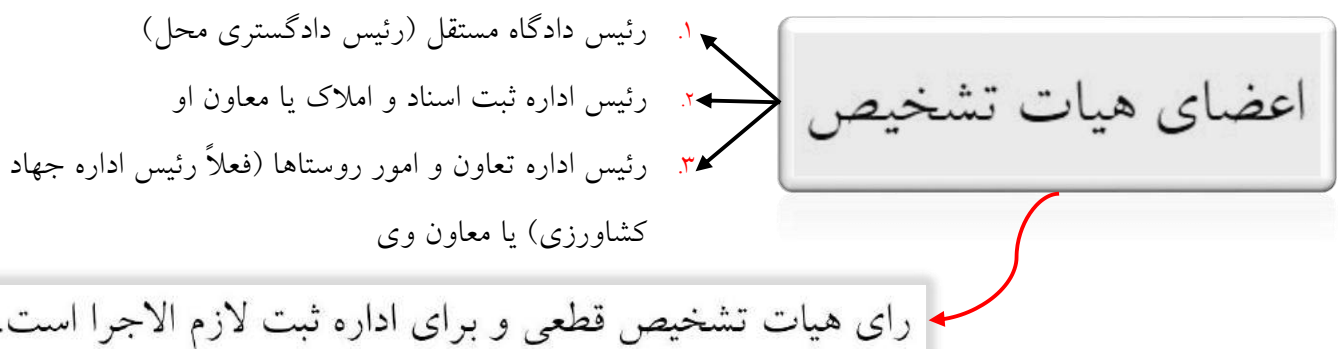 اعضای هیات تشخیص
۱. رئیس دادگاه مستقل (رئیس دادگستری محل)
۲. رئیس اداره ثبت اسناد و املاک یا معاون او
۳. رئیس اداره تعاون و امور روستاها (فعلاً رئیس اداره جهاد
کشاورزی) یا معاون وی
رای هیات تشخیص قطعی و برای اداره ثبت لازم الاجرا است.